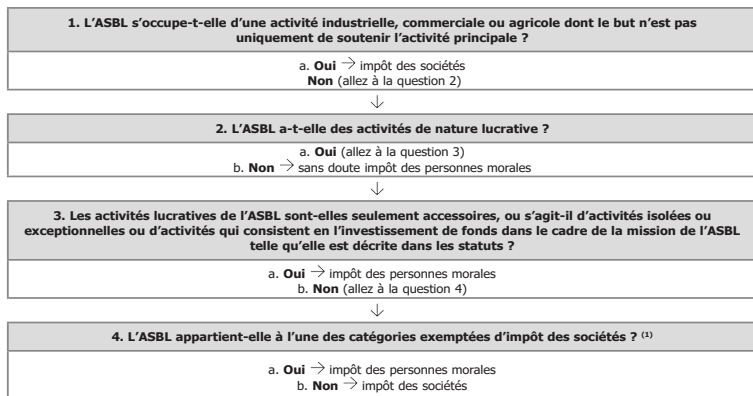 1. L’ASBL s’occupe-t-elle d’une activité industrielle, commerciale ou agricole dont le but n’est pas
uniquement de soutenir l’activité principale ?
a. Oui → impôt des sociétés
Non (allez à la question 2)
↓
2. L’ASBL a-t-elle des activités de nature lucrative ?
a. Oui (allez à la question 3)
b. Non → sans doute impôt des personnes morales
↓
3. Les activités lucratives de l’ASBL sont-elles seulement accessoires, ou s’agit-il d’activités isolées ou
exceptionnelles ou d’activités qui consistent en l’investissement de fonds dans le cadre de la mission de l’ASBL
telle qu’elle est décrite dans les statuts ?
a. Oui → impôt des personnes morales
b. Non (allez à la question 4)
↓
4. L’ASBL appartient-elle à l’une des catégories exemptées d’impôt des sociétés ? (1)
a. Oui → impôt des personnes morales
b. Non → impôt des sociétés